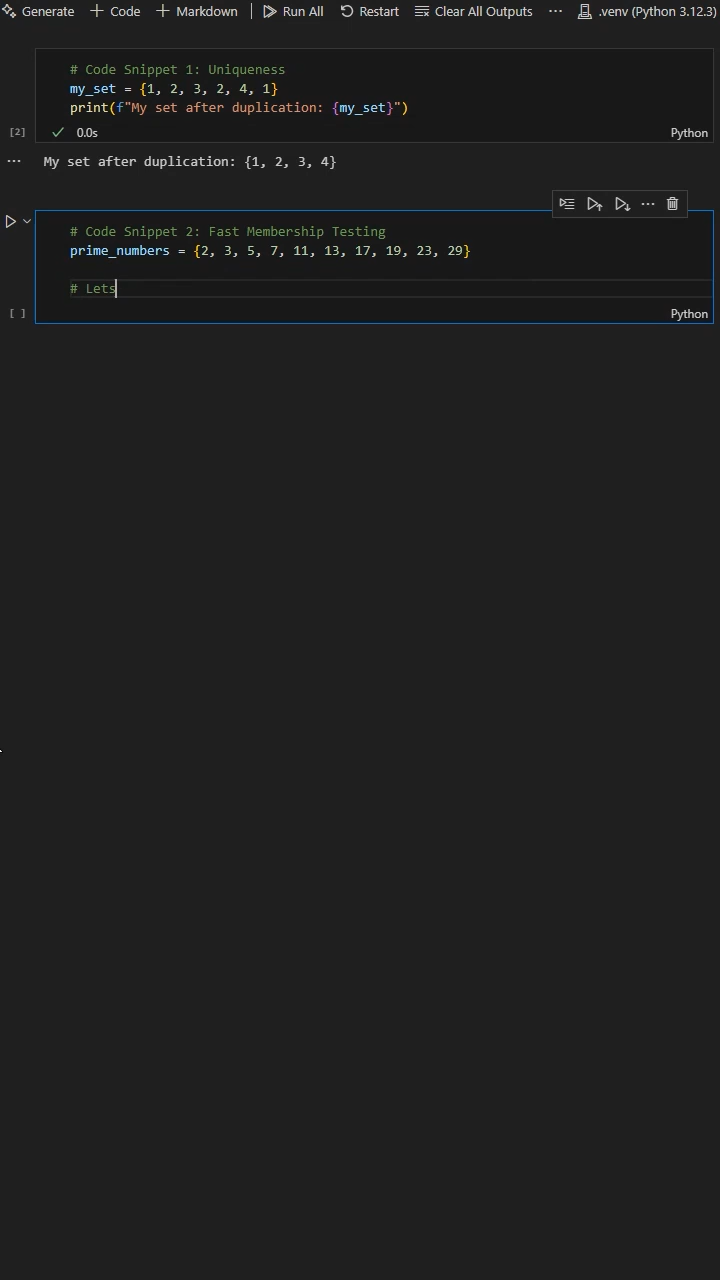 Generate + Code + Markdown | Run All Restart Clear All Outputs ... .venv (Python 3.12.3)
# Code Snippet 1: Uniqueness
my_set = {1, 2, 3, 2, 4, 1}
print(f"My set after duplication: {my_set}")
[2] 0.0s Python
... My set after duplication: {1, 2, 3, 4}
...
# Code Snippet 2: Fast Membership Testing
prime_numbers = {2, 3, 5, 7, 11, 13, 17, 19, 23, 29}
# Lets
[ ] Python